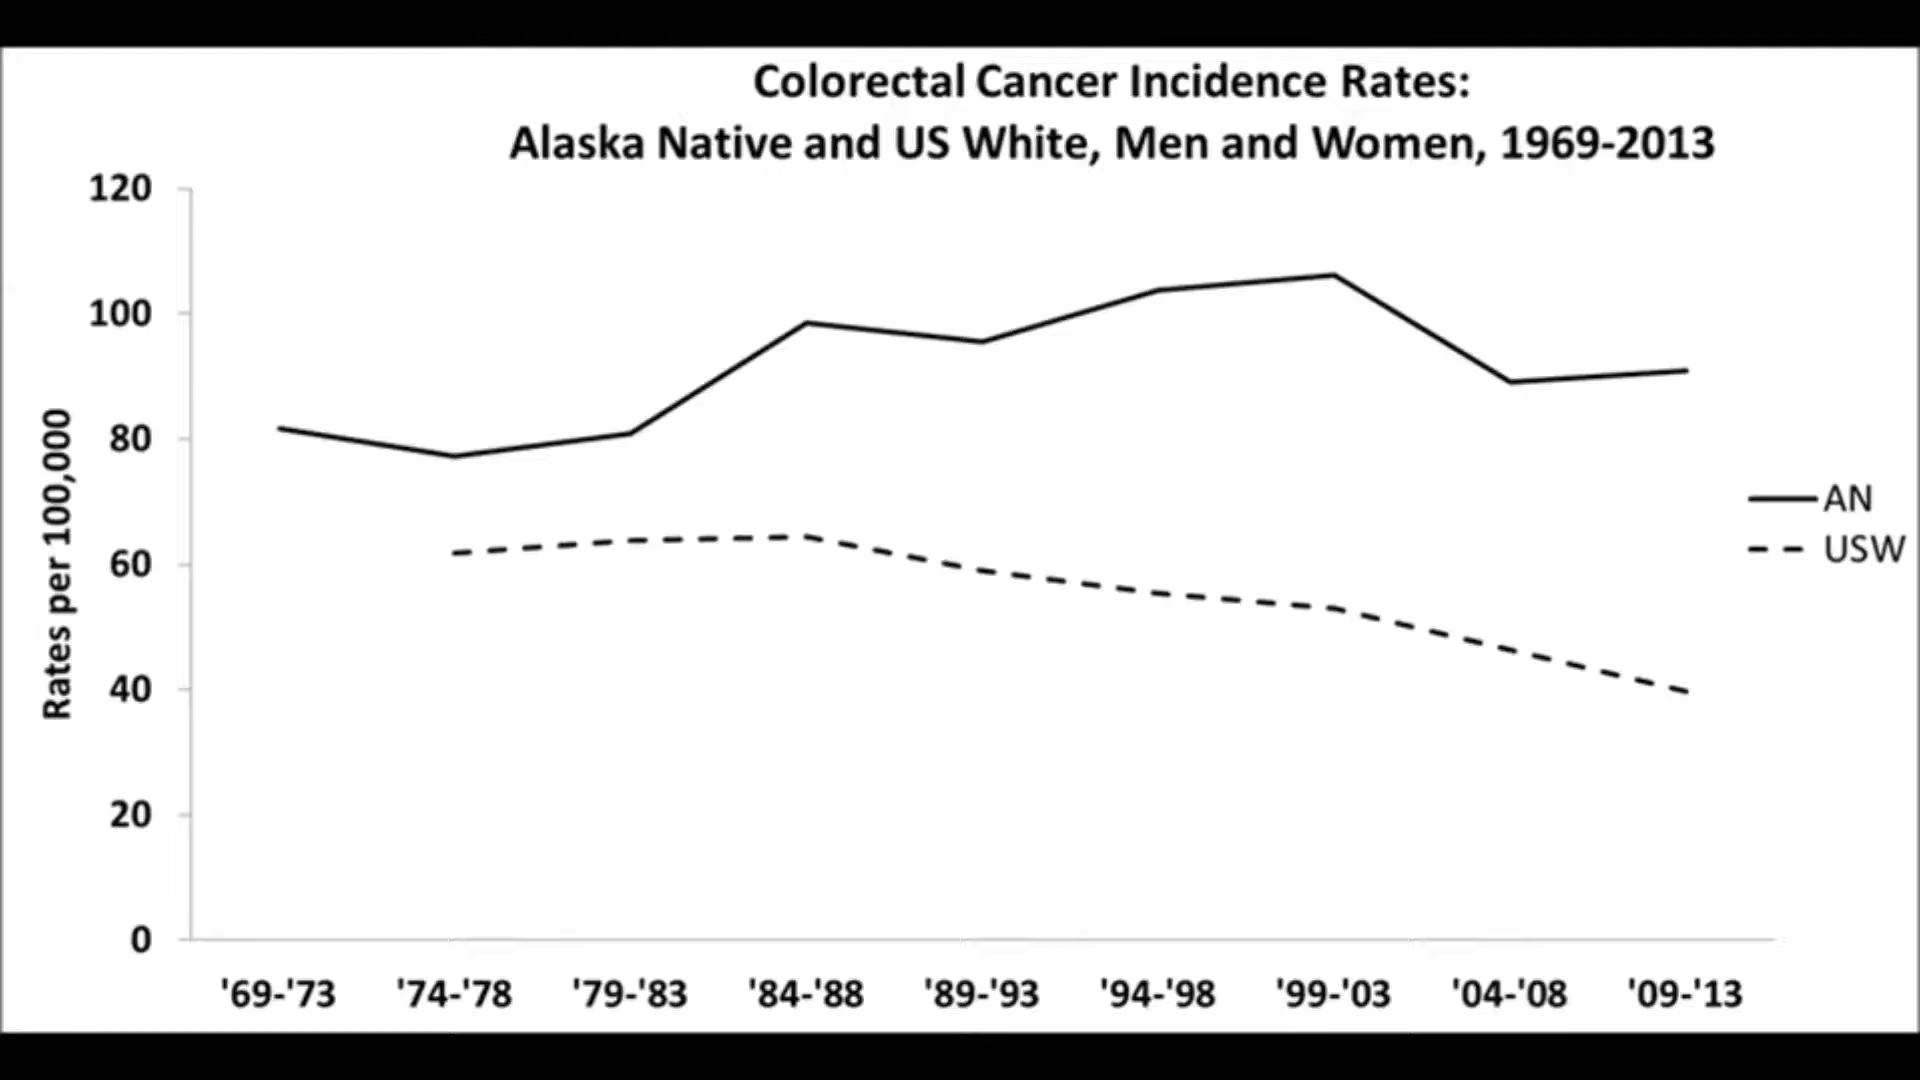 Colorectal Cancer Incidence Rates:
Alaska Native and US White, Men and Women, 1969-2013
120
100
80
60
40
20
0
Rates per 100,000
AN
USW
'69-'73 '74-'78 '79-'83 '84-'88 '89-'93 '94-'98 '99-'03 '04-'08 '09-'13